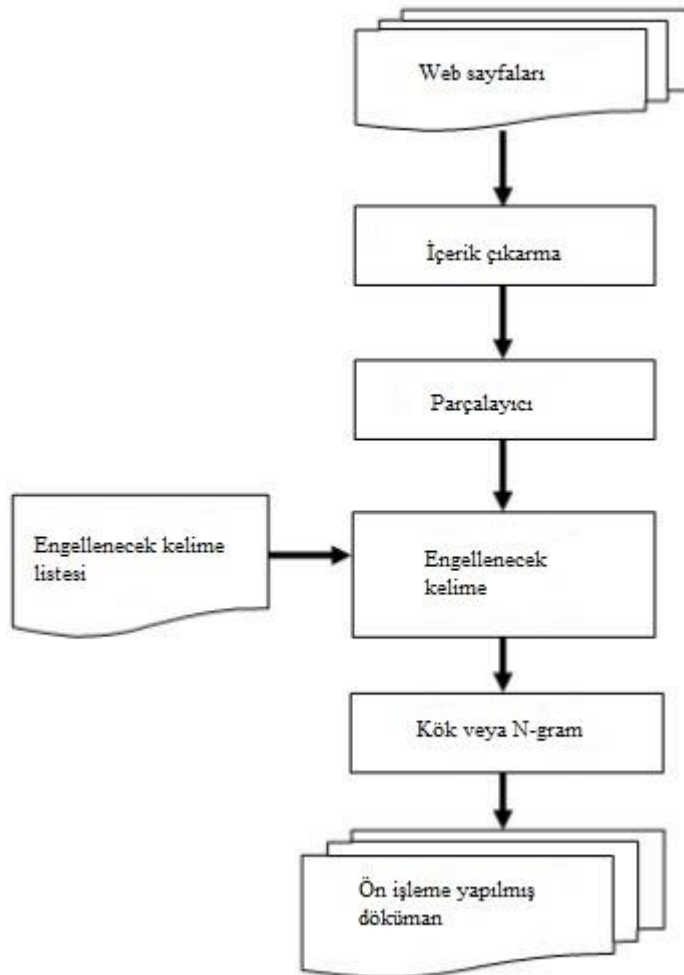 Web sayfaları
İçerik çıkarma
Parçalayıcı
Engellenecek kelime
listesi
Engellenecek
kelime
Kök veya N-gram
Ön işleme yapılmış
döküman